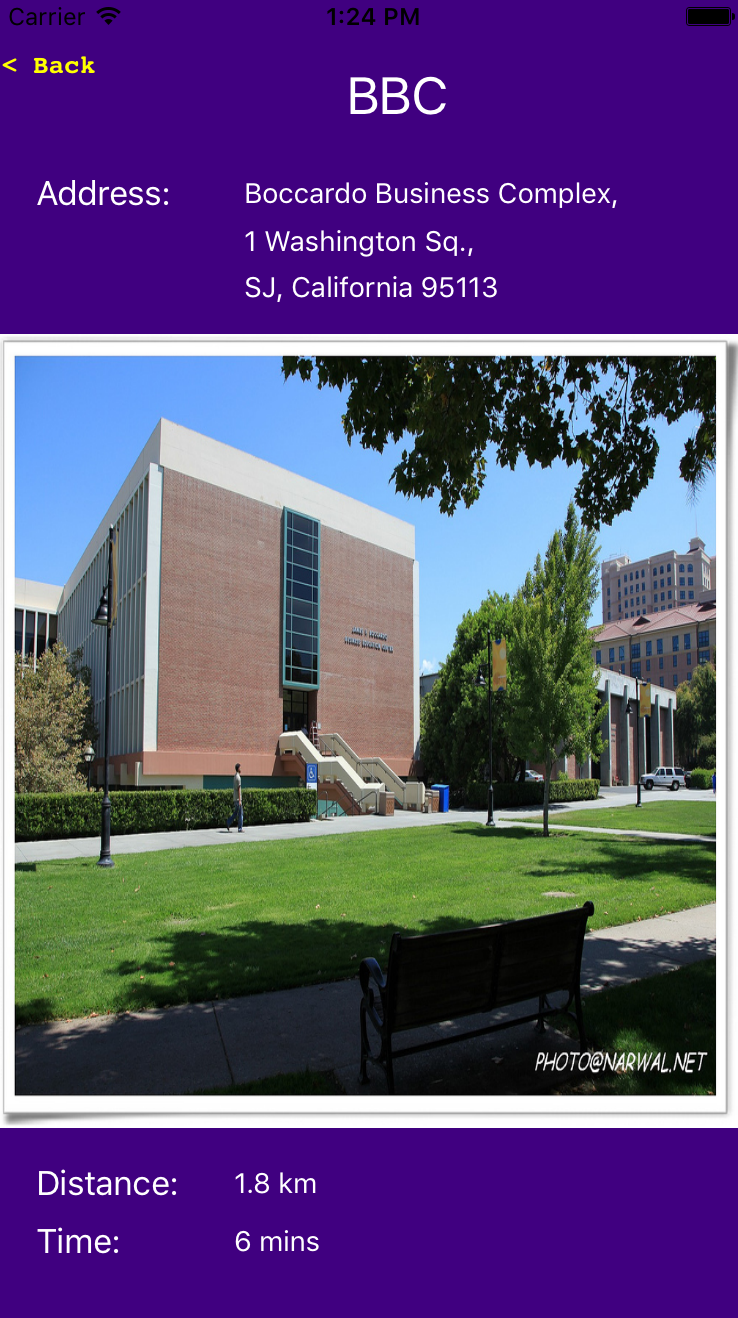 Carrier 1:24 PM
< Back
BBC
Address: Boccardo Business Complex,
1 Washington Sq.,
SJ, California 95113
PHOTO@NARWAL.NET
Distance: 1.8 km
Time: 6 mins